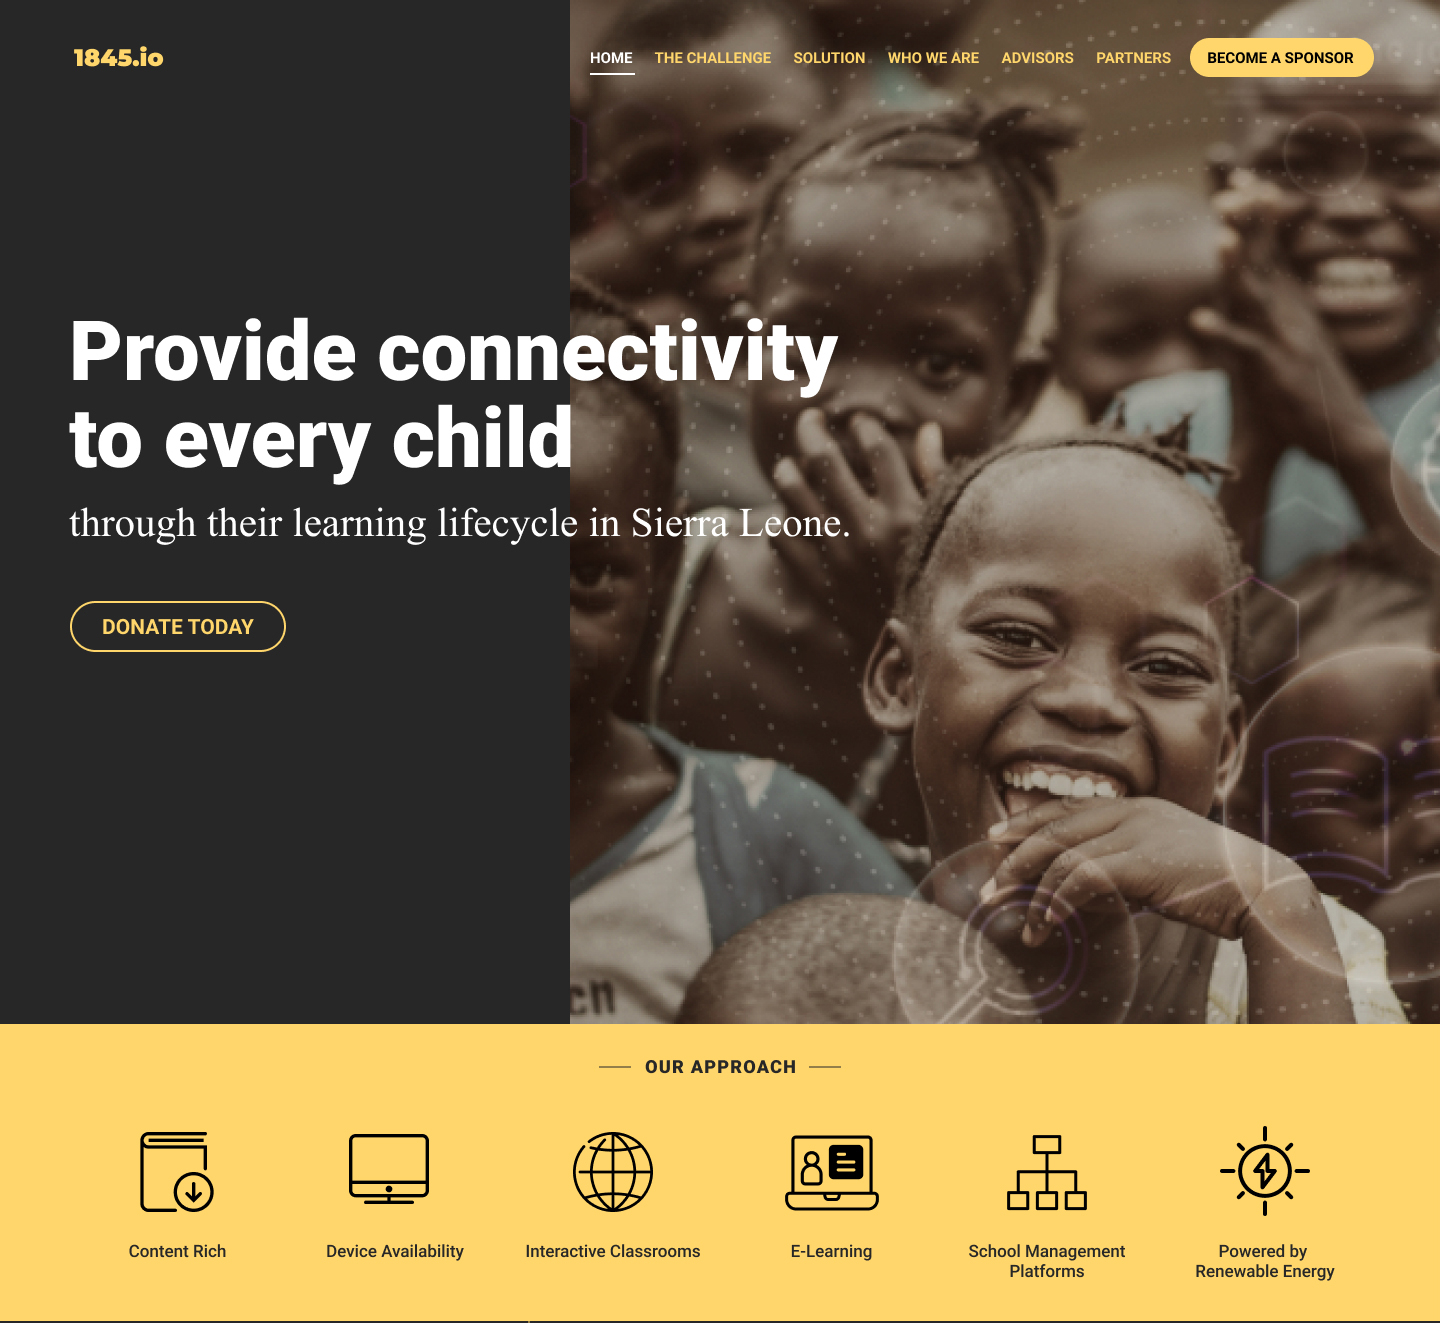 1845.io
HOME THE CHALLENGE SOLUTION WHO WE ARE ADVISORS PARTNERS BECOME A SPONSOR
Provide connectivity
to every child
through their learning lifecycle in Sierra Leone.
DONATE TODAY
OUR APPROACH
Content Rich
Device Availability
Interactive Classrooms
E-Learning
School Management
Platforms
Powered by
Renewable Energy